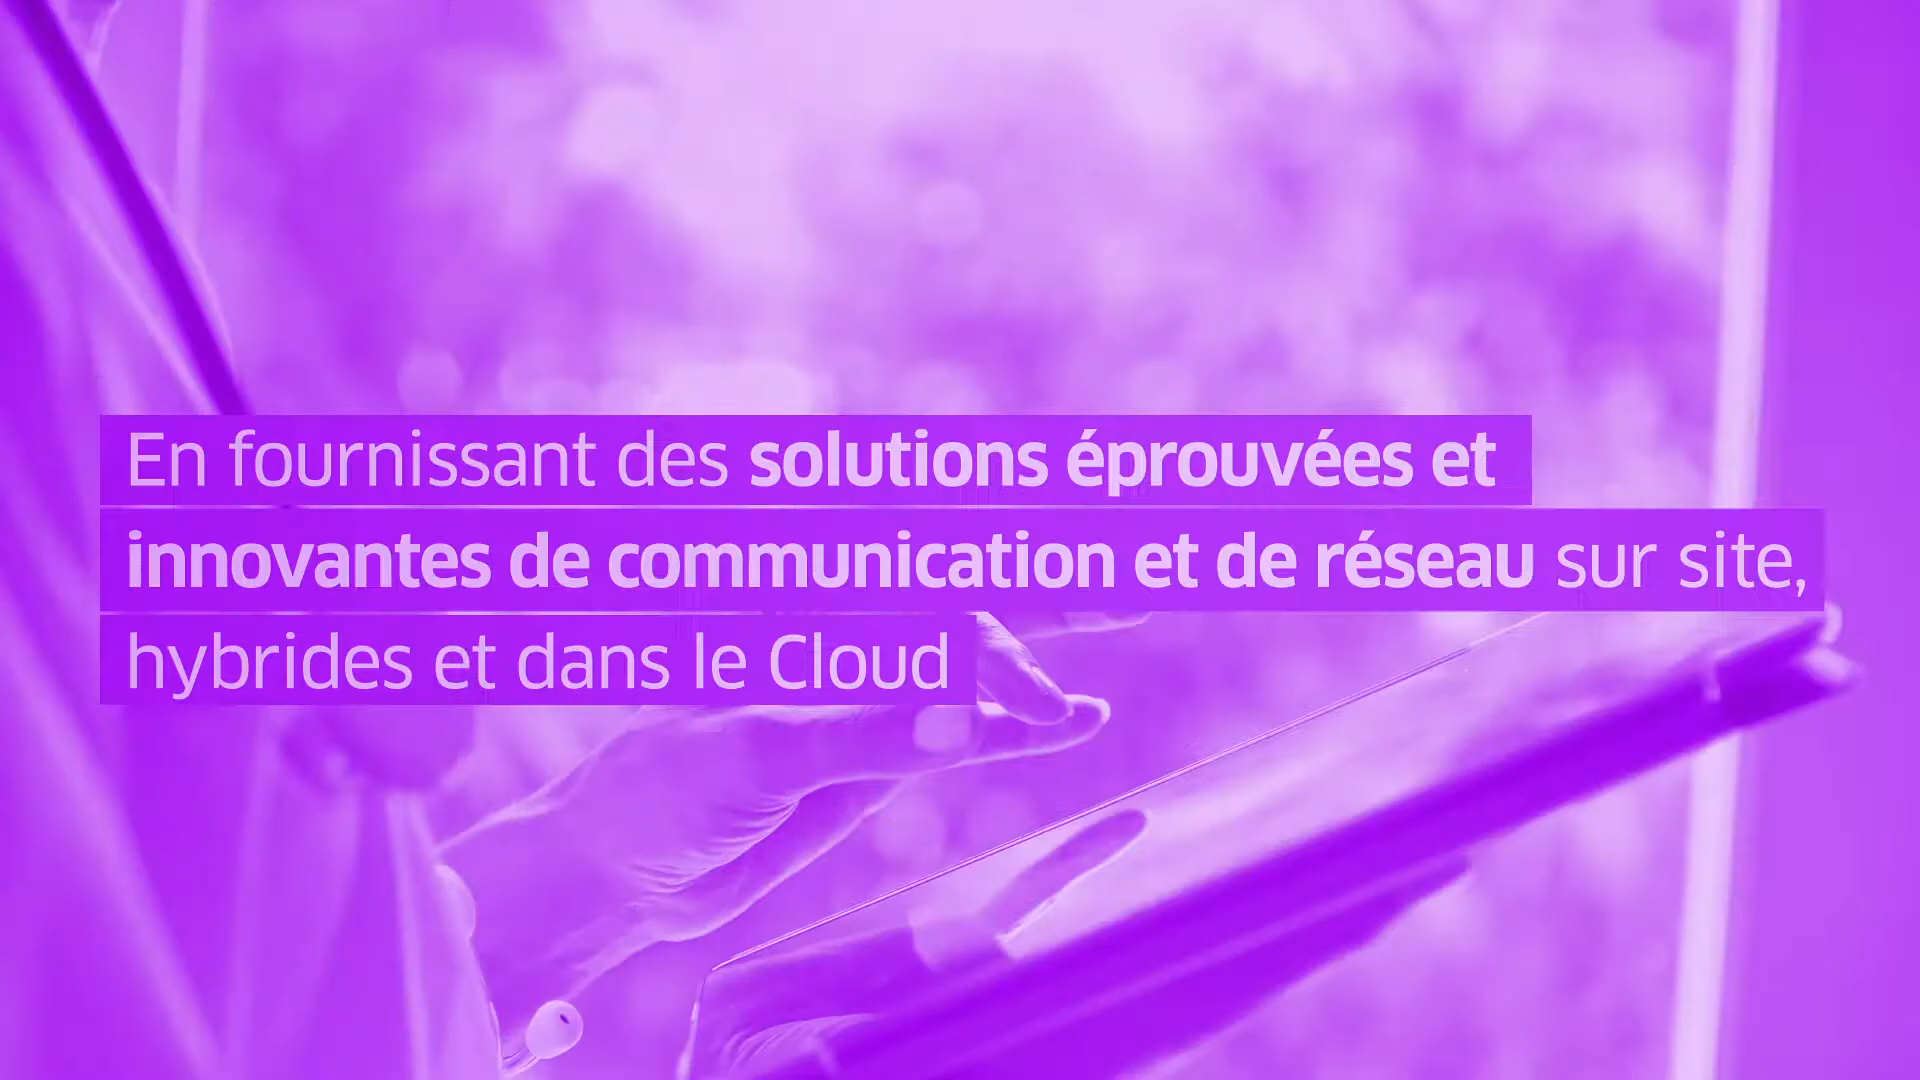 En fournissant des solutions éprouvées et
innovantes de communication et de réseau sur site,
hybrides et dans le Cloud